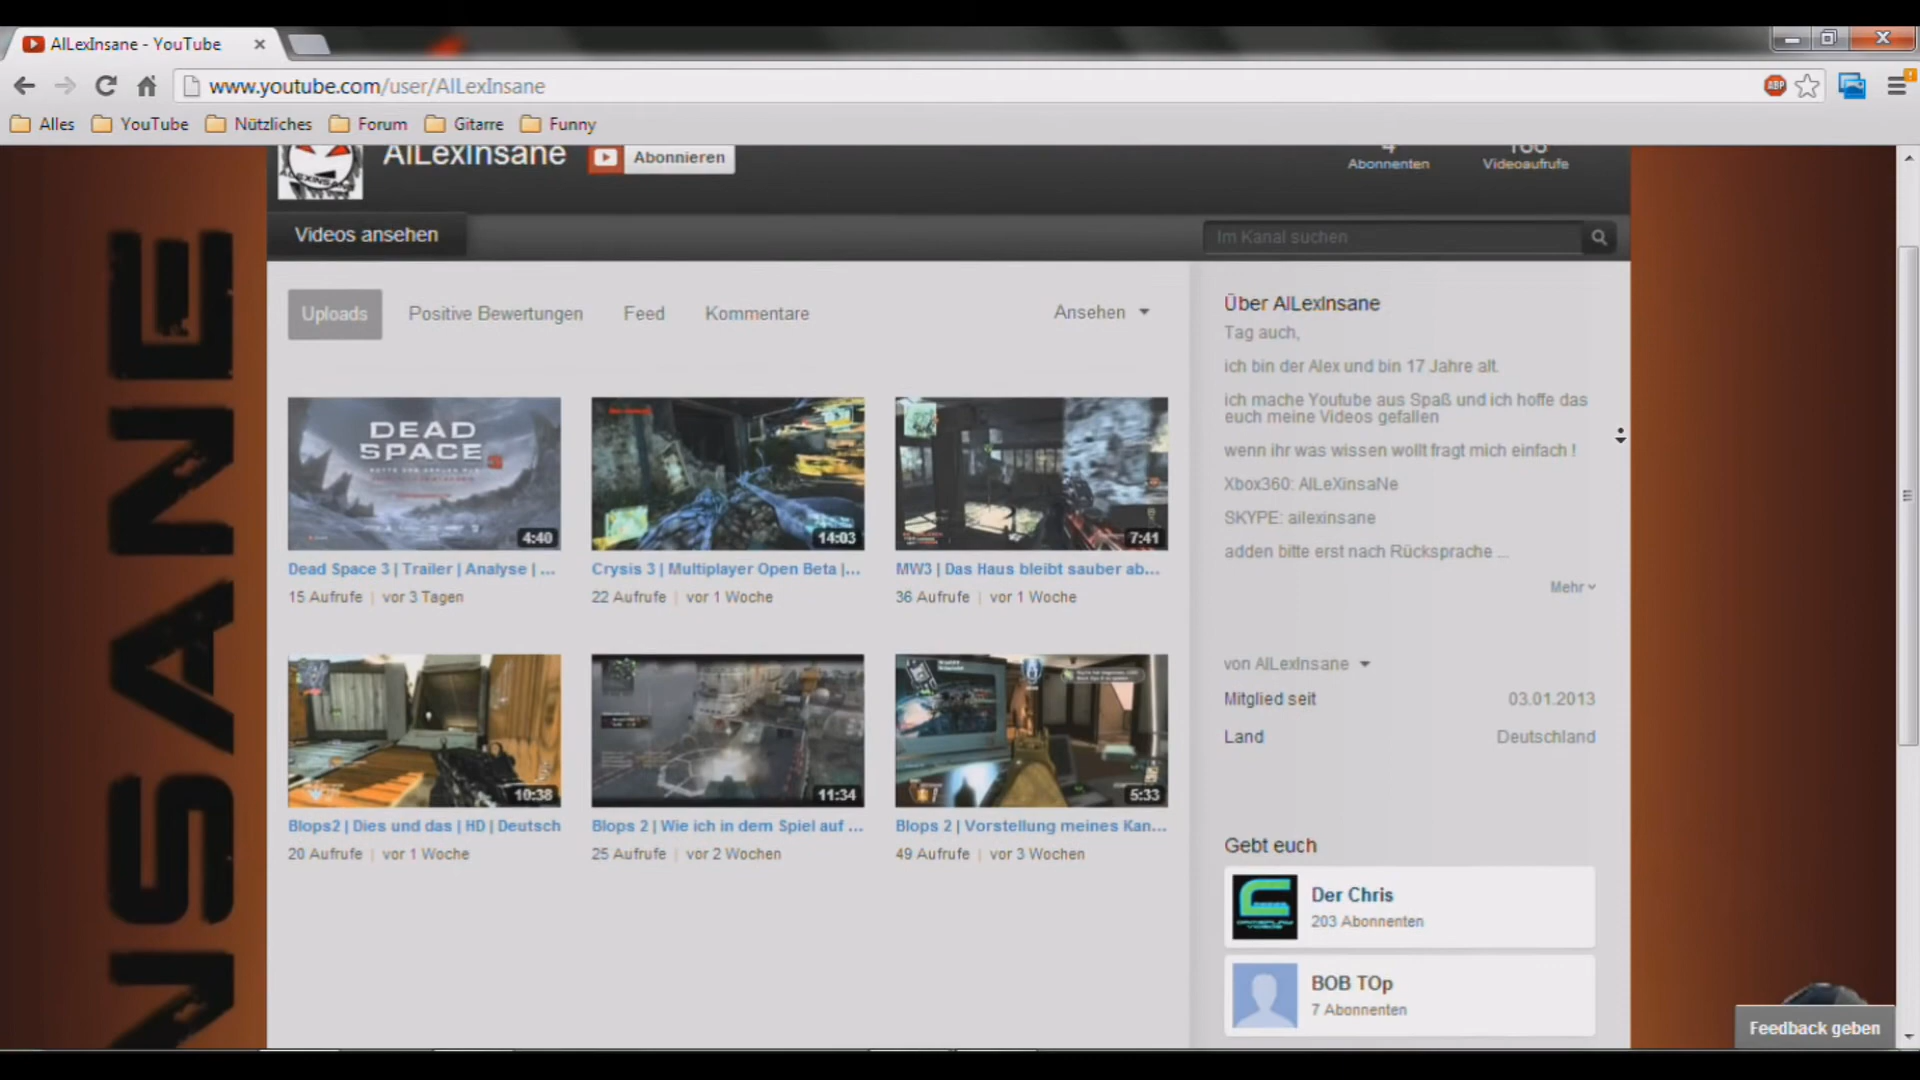 AlLexInsane - YouTube
www.youtube.com/user/AlLexInsane
ABP
Alles
YouTube
Nützliches
Forum
Gitarre
Funny
AlLexInsane
Abonnieren
4
Abonnenten
Videoaufrufe
Videos ansehen
Im Kanal suchen
Uploads
Positive Bewertungen
Feed
Kommentare
Ansehen
DEAD
SPACE
4:40
14:03
7:41
Dead Space 3 | Trailer | Analyse | ...
Crysis 3 | Multiplayer Open Beta |...
MW3 | Das Haus bleibt sauber ab...
15 Aufrufe | vor 3 Tagen
22 Aufrufe | vor 1 Woche
36 Aufrufe | vor 1 Woche
10:38
11:34
5:33
Blops2 | Dies und das | HD | Deutsch
Blops 2 | Wie ich in dem Spiel auf ...
Blops 2 | Vorstellung meines Kan...
20 Aufrufe | vor 1 Woche
25 Aufrufe | vor 2 Wochen
49 Aufrufe | vor 3 Wochen
Über AlLexInsane
Tag auch,
ich bin der Alex und bin 17 Jahre alt.
ich mache Youtube aus Spaß und ich hoffe das
euch meine Videos gefallen
wenn ihr was wissen wollt fragt mich einfach !
Xbox360: AlLeXinsaNe
SKYPE: ailexinsane
adden bitte erst nach Rücksprache ...
Mehr
von AlLexInsane
Mitglied seit 03.01.2013
Land Deutschland
Gebt euch
Der Chris
203 Abonnenten
BOB TOp
7 Abonnenten
Feedback geben
NSANE